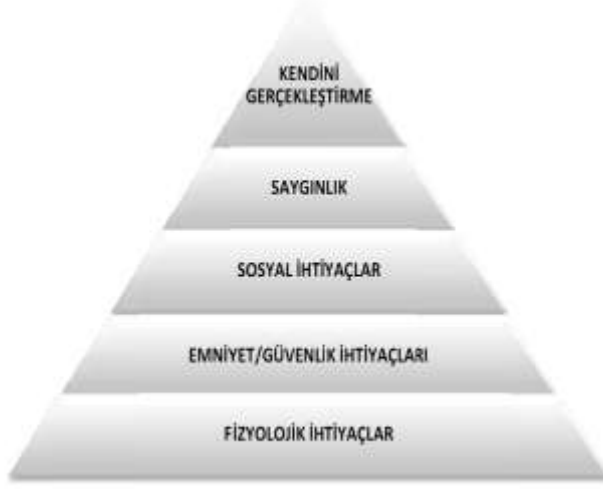 KENDİNİ
GERÇEKLEŞTİRME
SAYGINLIK
SOSYAL İHTİYAÇLAR
EMNİYET/GÜVENLİK İHTİYAÇLARI
FİZYOLOJİK İHTİYAÇLAR